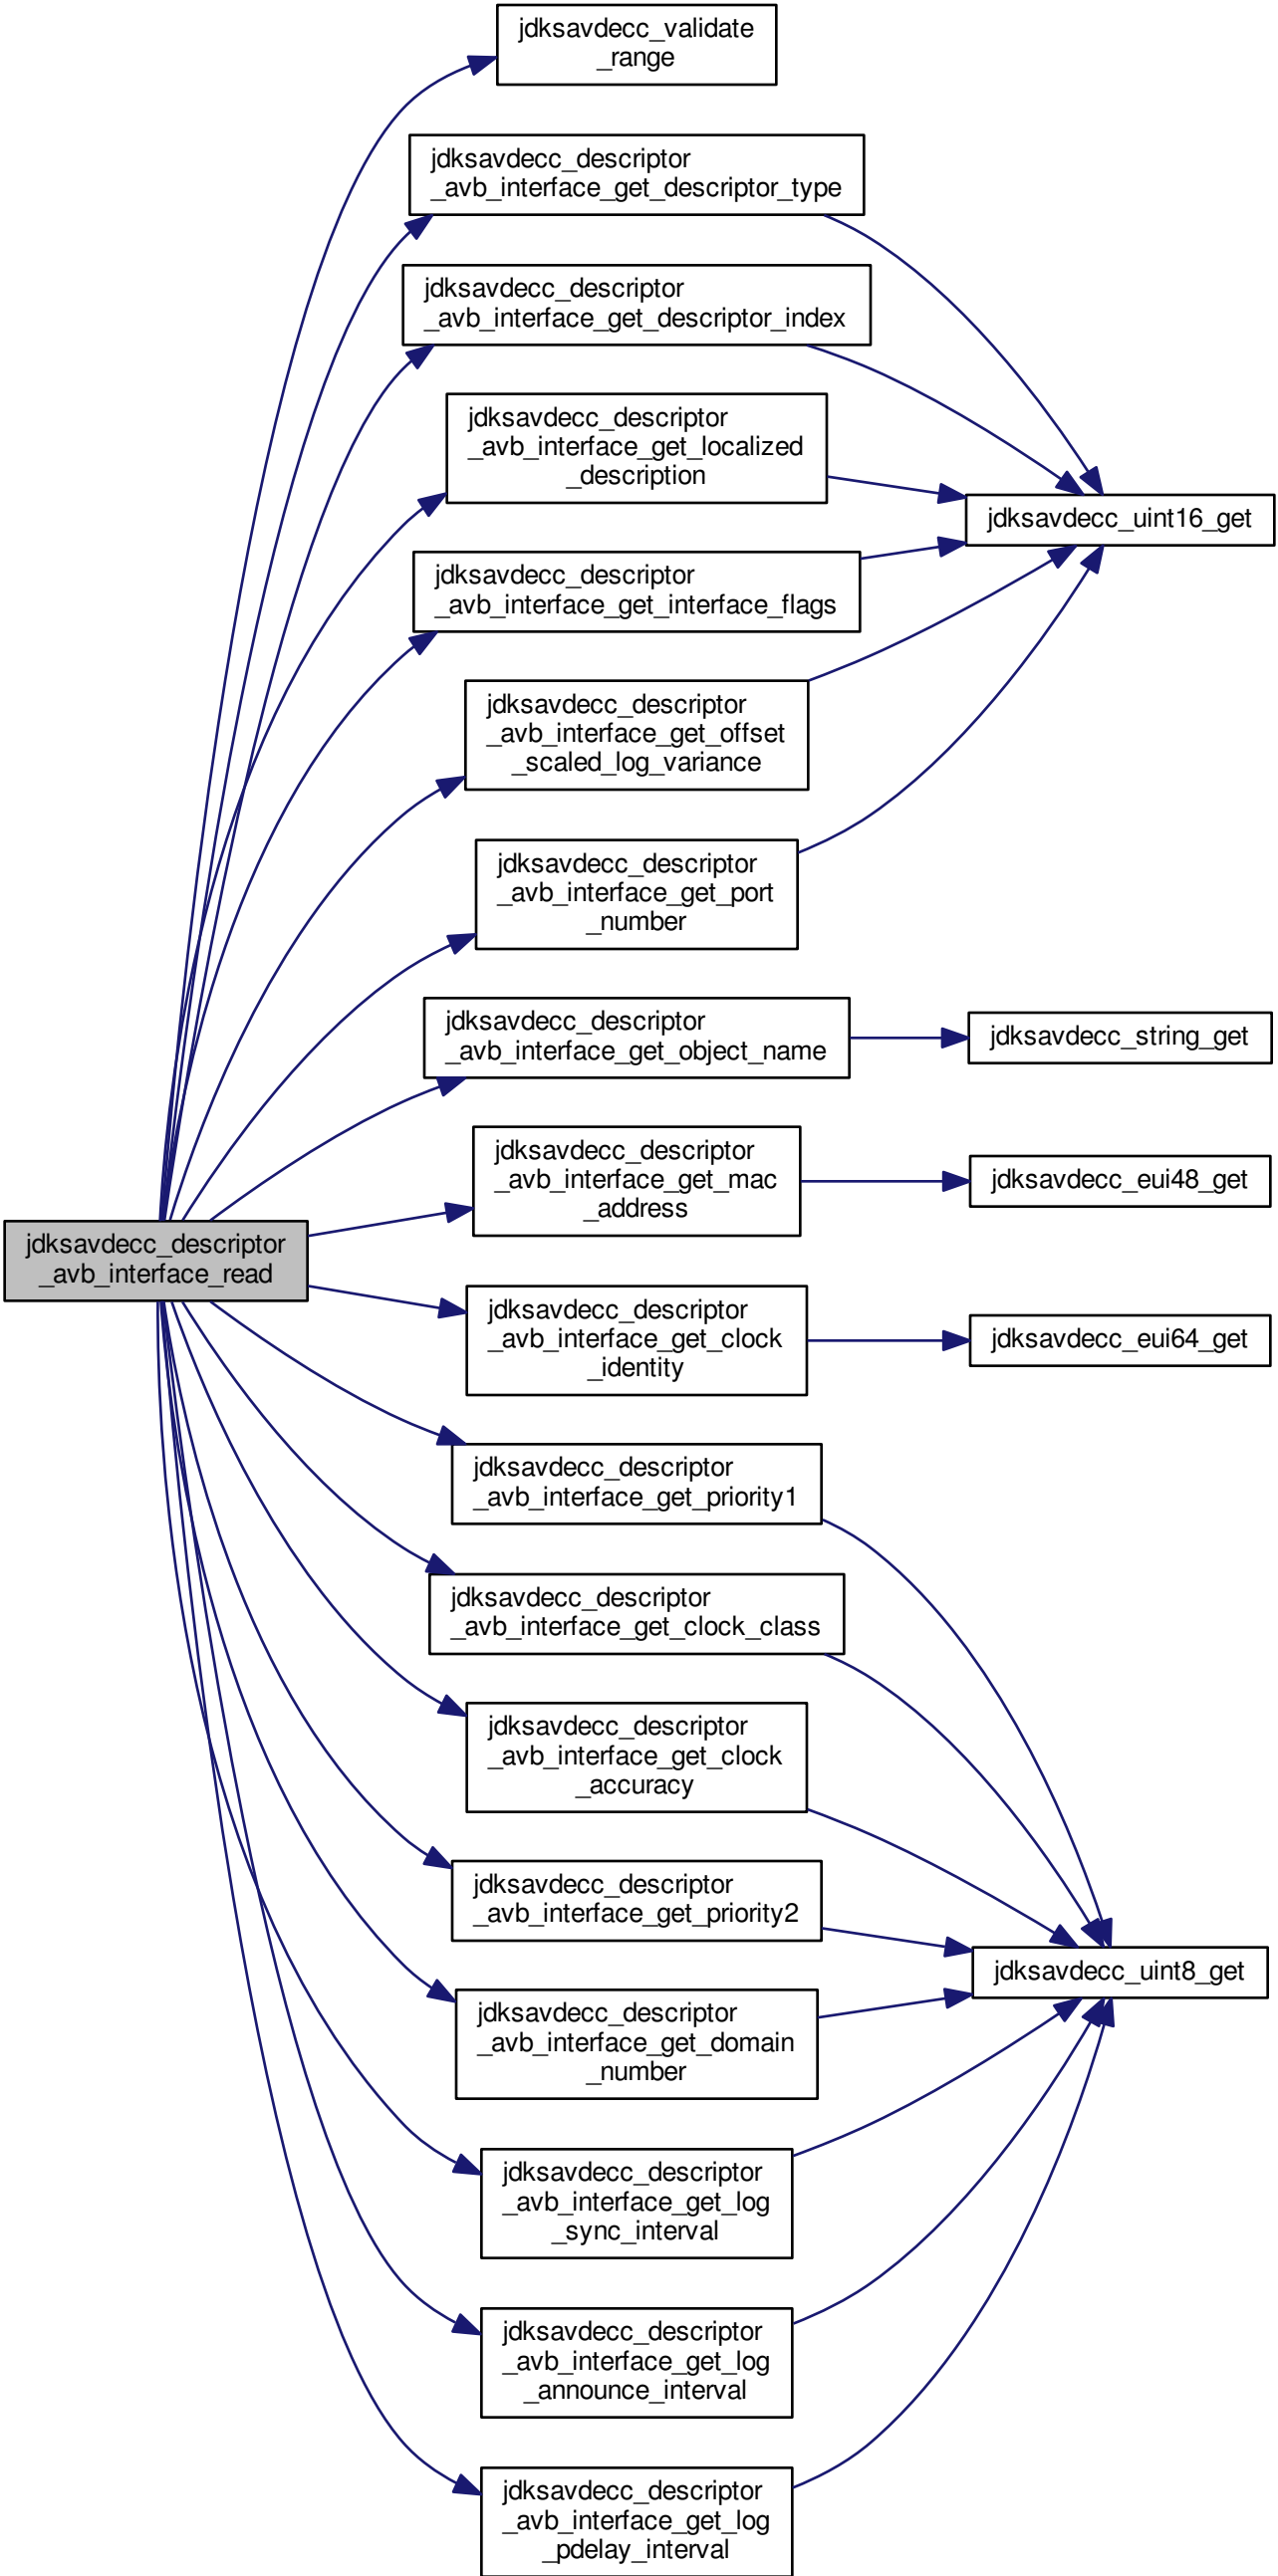 jdksavdecc_validate
_range
jdksavdecc_descriptor
_avb_interface_get_descriptor_type
jdksavdecc_descriptor
_avb_interface_get_descriptor_index
jdksavdecc_descriptor
_avb_interface_get_localized
_description
jdksavdecc_uint16_get
jdksavdecc_descriptor
_avb_interface_get_interface_flags
jdksavdecc_descriptor
_avb_interface_get_offset
_scaled_log_variance
jdksavdecc_descriptor
_avb_interface_get_port
_number
jdksavdecc_descriptor
_avb_interface_get_object_name
jdksavdecc_string_get
jdksavdecc_descriptor
_avb_interface_get_mac
_address
jdksavdecc_eui48_get
jdksavdecc_descriptor
_avb_interface_read
jdksavdecc_descriptor
_avb_interface_get_clock
_identity
jdksavdecc_eui64_get
jdksavdecc_descriptor
_avb_interface_get_priority1
jdksavdecc_descriptor
_avb_interface_get_clock_class
jdksavdecc_descriptor
_avb_interface_get_clock
_accuracy
jdksavdecc_descriptor
_avb_interface_get_priority2
jdksavdecc_uint8_get
jdksavdecc_descriptor
_avb_interface_get_domain
_number
jdksavdecc_descriptor
_avb_interface_get_log
_sync_interval
jdksavdecc_descriptor
_avb_interface_get_log
_announce_interval
jdksavdecc_descriptor
_avb_interface_get_log
_pdelay_interval